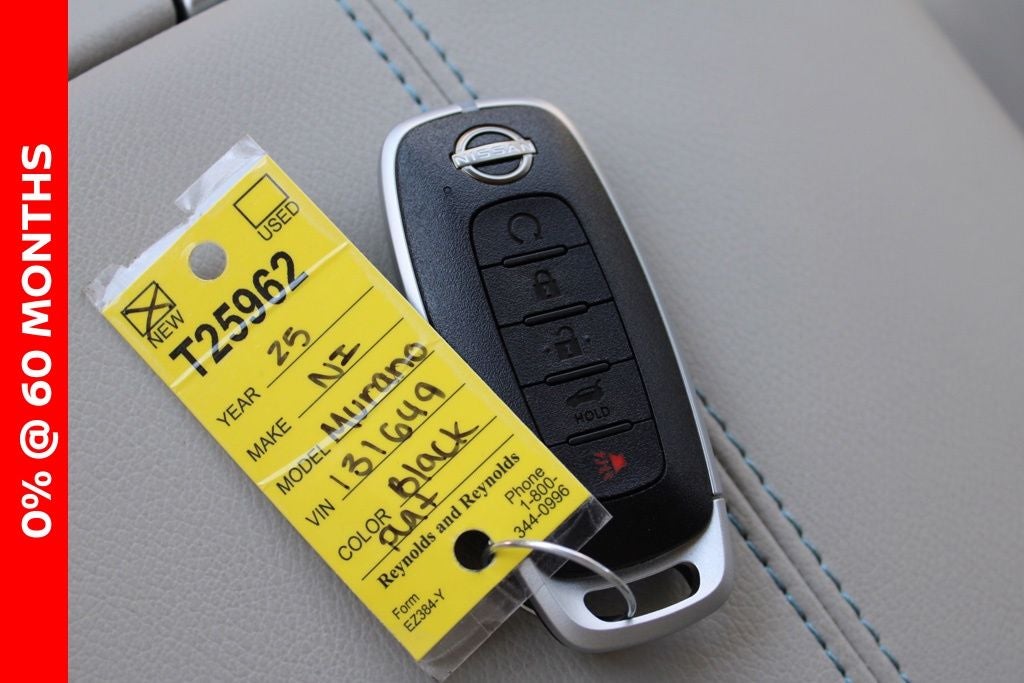 0% @ 60 MONTHS
USED
NEW
T25962
YEAR 25
MAKE NI
MODEL Murano
VIN 131649
COLOR Black
Plat
Reynolds and Reynolds
Form
EZ384-Y
Phone
1-800-
344-0996
NISSAN
HOLD